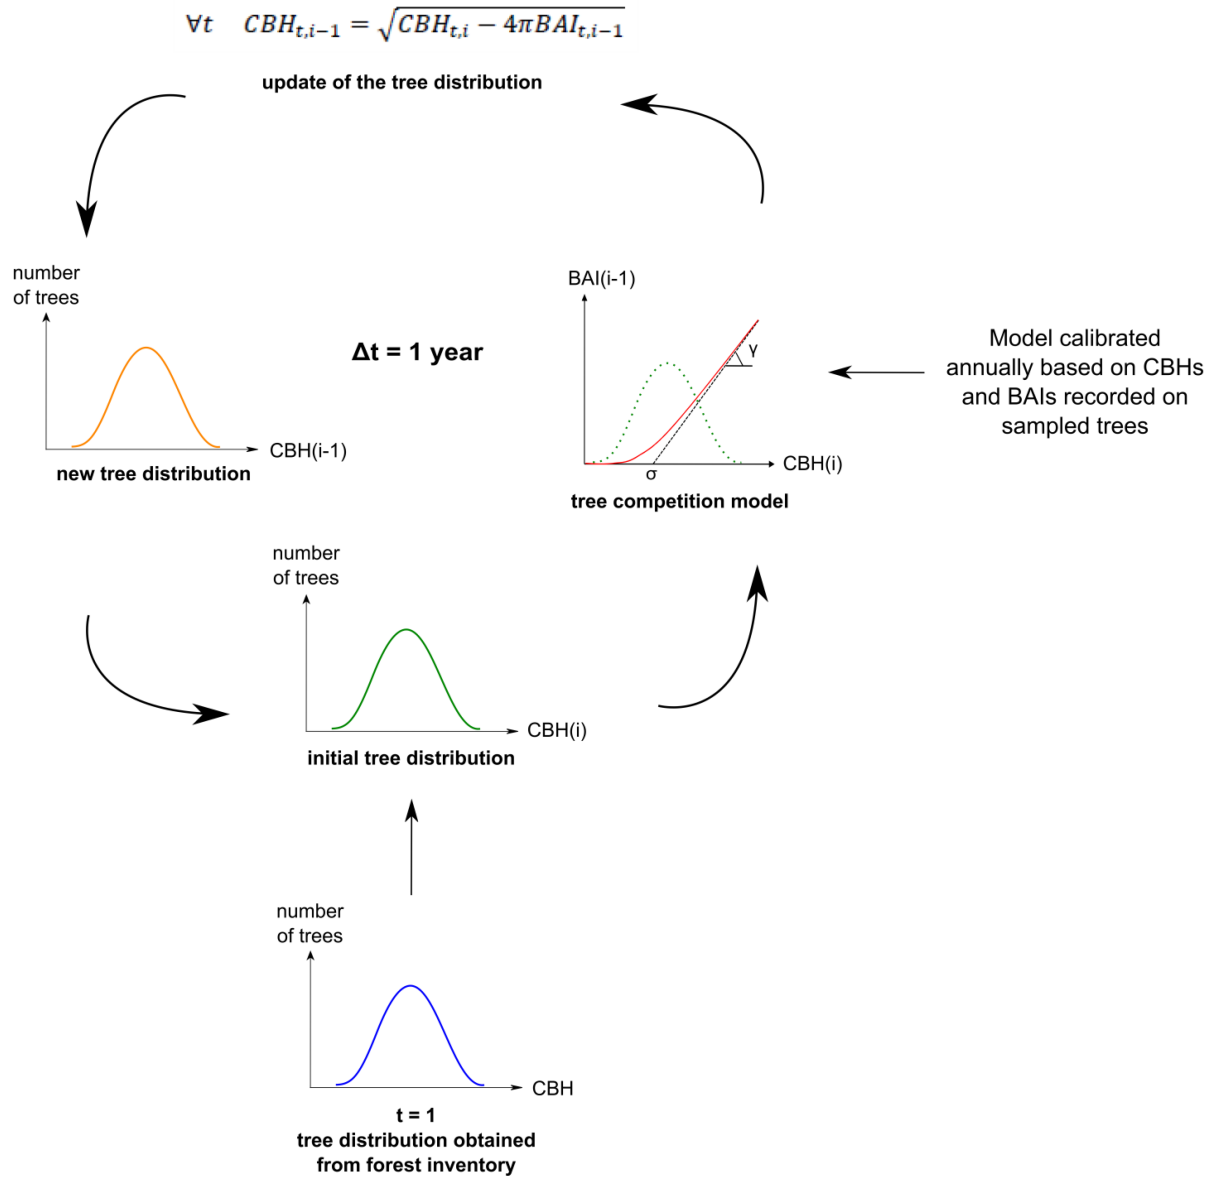 ∀t CBH_{t,i−1} = √(CBH_{t,i} − 4πBAI_{t,i−1})
update of the tree distribution
number
of trees
CBH(i-1)
new tree distribution
Δt = 1 year
BAI(i-1)
γ
σ
CBH(i)
tree competition model
Model calibrated
annually based on CBHs
and BAIs recorded on
sampled trees
number
of trees
CBH(i)
initial tree distribution
number
of trees
CBH
t = 1
tree distribution obtained
from forest inventory